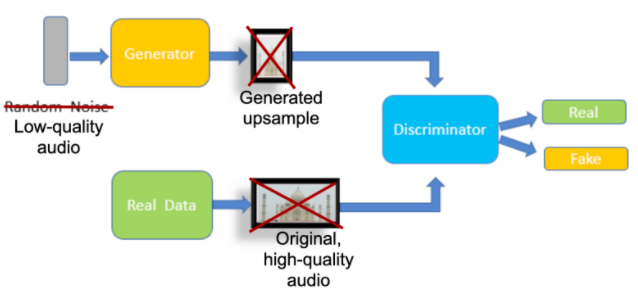 Generator
Random Noise
Low-quality
audio
Generated
upsample
Discriminator
Real
Fake
Real Data
Original,
high-quality
audio